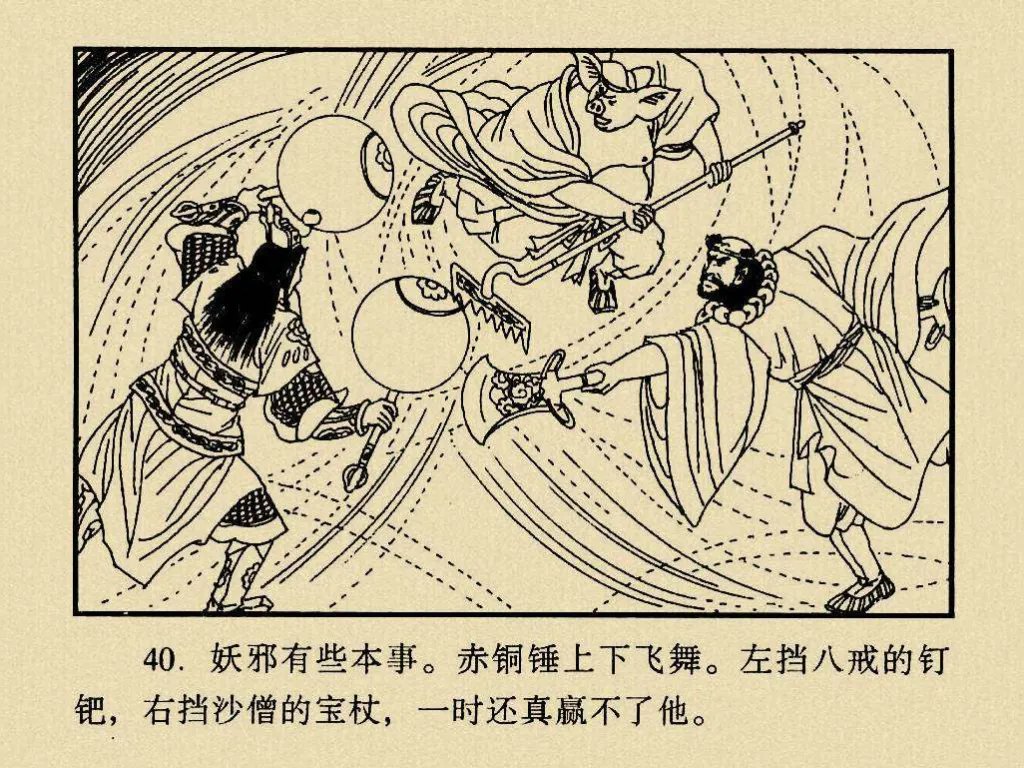 40. 妖邪有些本事。赤铜锤上下飞舞。左挡八戒的钉
钯，右挡沙僧的宝杖，一时还真赢不了他。